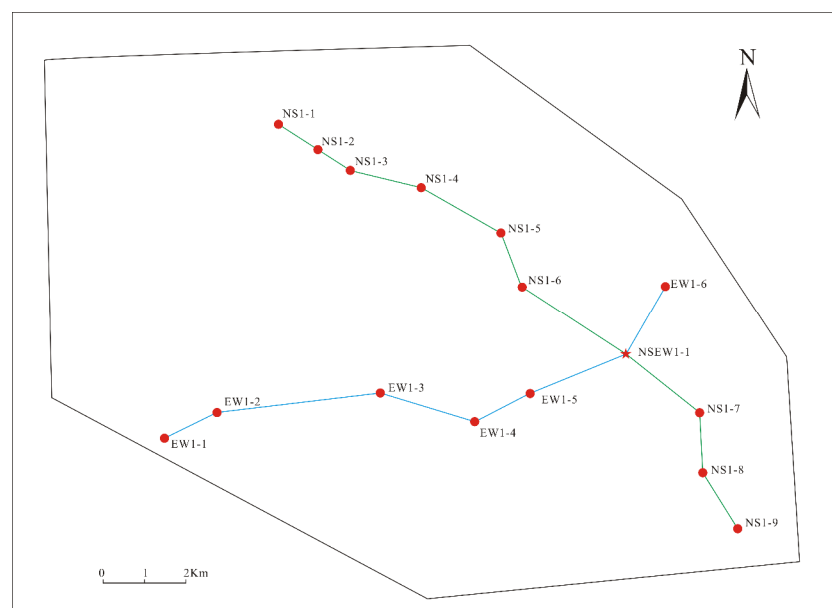 N
NS1-1
NS1-2
NS1-3
NS1-4
NS1-5
NS1-6
EW1-6
NSEW1-1
EW1-3
EW1-2
EW1-5
NS1-7
EW1-1
EW1-4
NS1-8
NS1-9
0 1 2Km